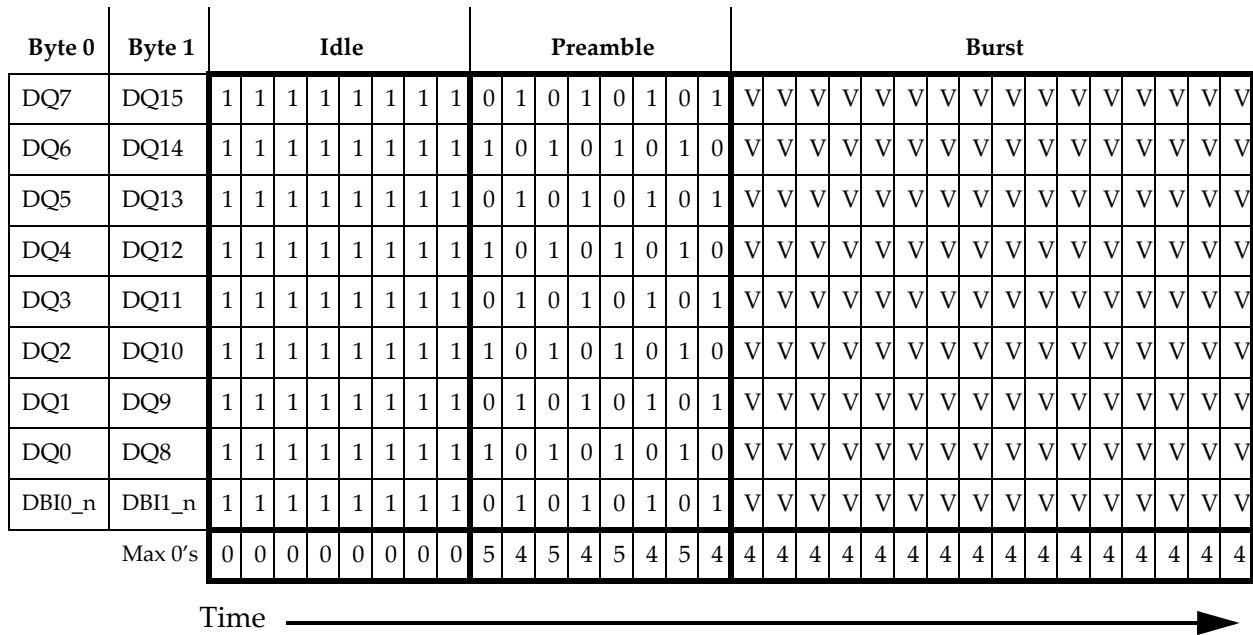 Byte 0 Byte 1 Idle Preamble Burst
DQ7 DQ15 1 1 1 1 1 1 1 1 0 1 0 1 0 1 0 1 V V V V V V V V V V V V V V V V
DQ6 DQ14 1 1 1 1 1 1 1 1 1 0 1 0 1 0 1 0 V V V V V V V V V V V V V V V V
DQ5 DQ13 1 1 1 1 1 1 1 1 0 1 0 1 0 1 0 1 V V V V V V V V V V V V V V V V
DQ4 DQ12 1 1 1 1 1 1 1 1 1 0 1 0 1 0 1 0 V V V V V V V V V V V V V V V V
DQ3 DQ11 1 1 1 1 1 1 1 1 0 1 0 1 0 1 0 1 V V V V V V V V V V V V V V V V
DQ2 DQ10 1 1 1 1 1 1 1 1 1 0 1 0 1 0 1 0 V V V V V V V V V V V V V V V V
DQ1 DQ9 1 1 1 1 1 1 1 1 0 1 0 1 0 1 0 1 V V V V V V V V V V V V V V V V
DQ0 DQ8 1 1 1 1 1 1 1 1 1 0 1 0 1 0 1 0 V V V V V V V V V V V V V V V V
DBI0_n DBI1_n 1 1 1 1 1 1 1 1 0 1 0 1 0 1 0 1 V V V V V V V V V V V V V V V V
Max 0's 0 0 0 0 0 0 0 0 5 4 5 4 5 4 5 4 4 4 4 4 4 4 4 4 4 4 4 4 4 4 4 4
Time